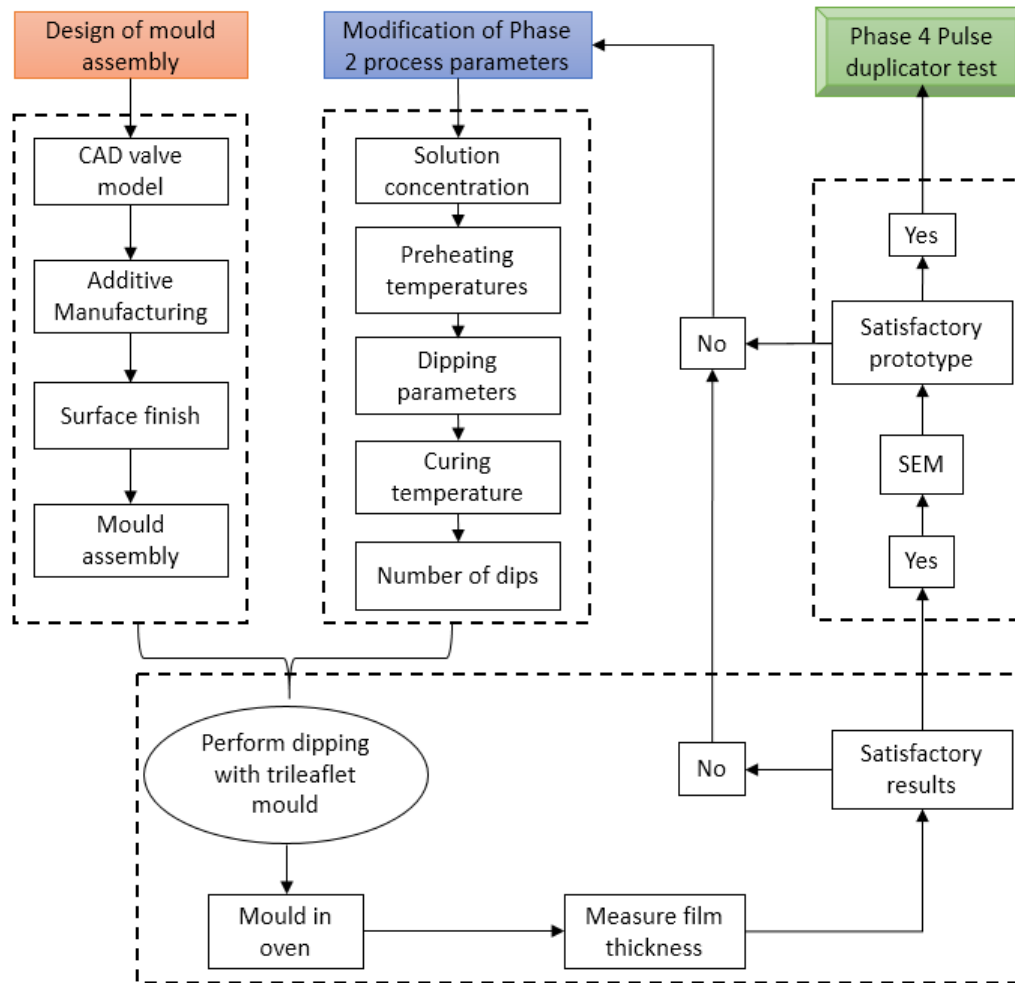 Design of mould
assembly
CAD valve
model
Additive
Manufacturing
Surface finish
Mould
assembly
Modification of Phase
2 process parameters
Solution
concentration
Preheating
temperatures
Dipping
parameters
Curing
temperature
Number of dips
Phase 4 Pulse
duplicator test
Yes
Satisfactory
prototype
No
SEM
Yes
Perform dipping
with trileaflet
mould
No
Satisfactory
results
Mould in
oven
Measure film
thickness